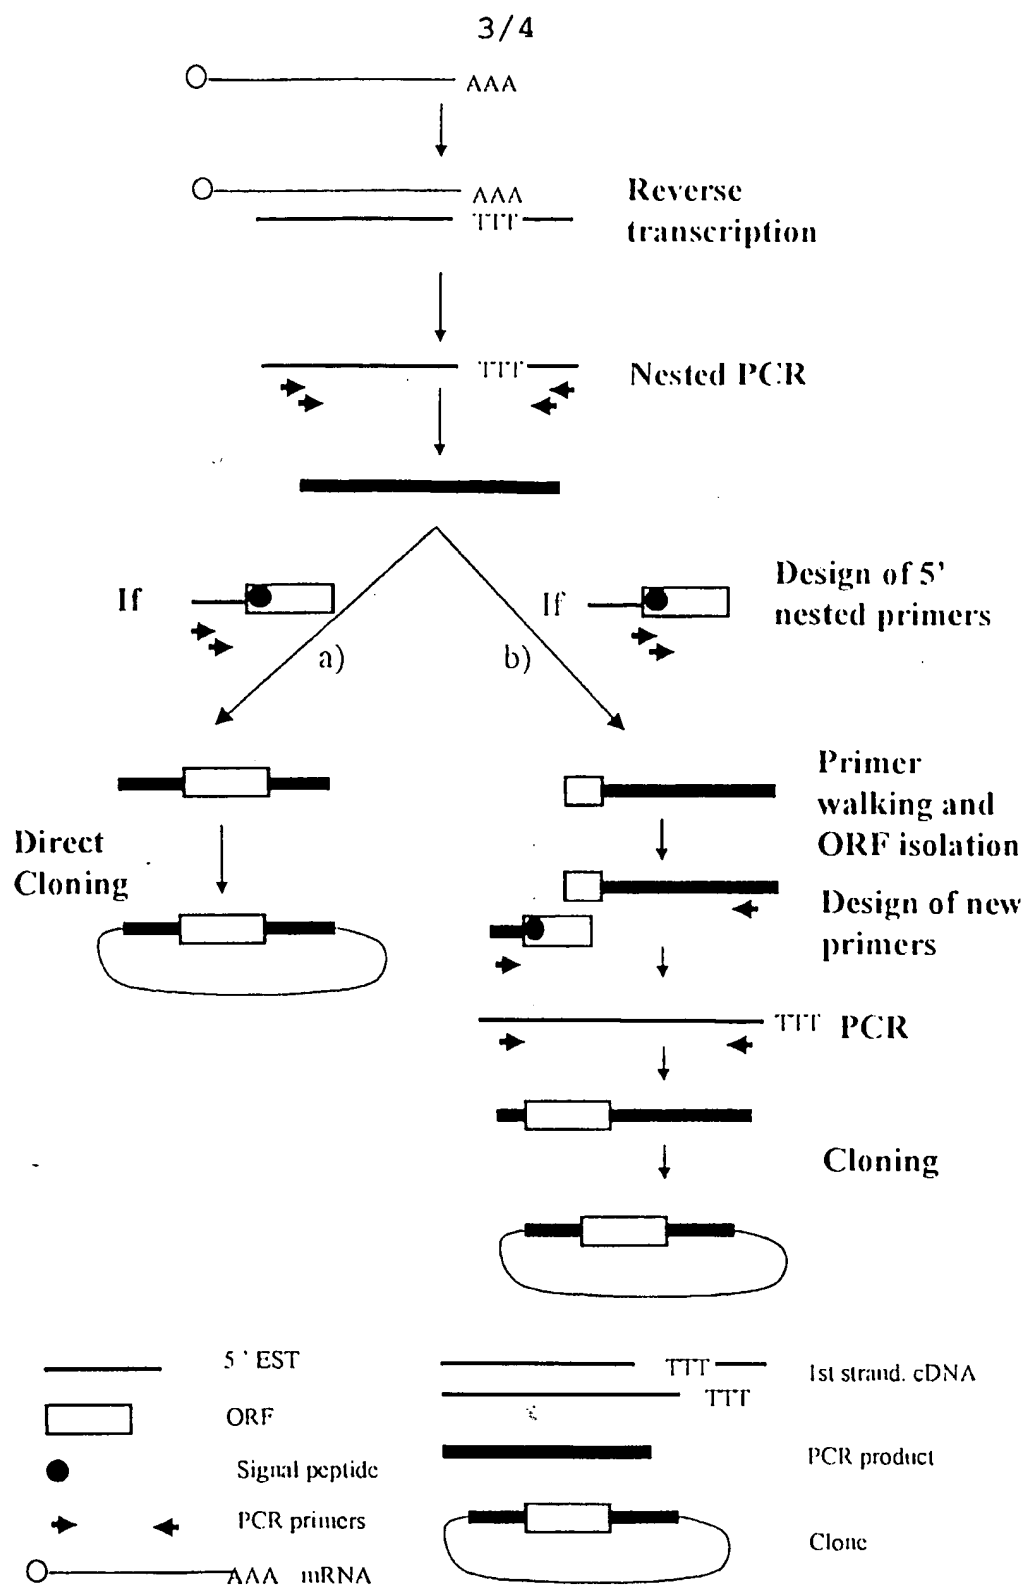 3/4
AAA
AAA
TTT
Reverse
transcription
TTT
Nested PCR
If
If
Design of 5'
nested primers
a)
b)
Primer
walking and
ORF isolation
Direct
Cloning
Design of new
primers
TTT PCR
Cloning
5' EST
TTT
1st strand. cDNA
TTT
ORF
Signal peptide
PCR product
PCR primers
Clone
AAA mRNA